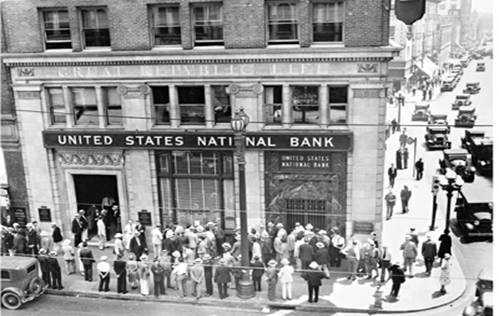 UNITED STATES NATIONAL BANK
UNITED STATES
NATIONAL BANK